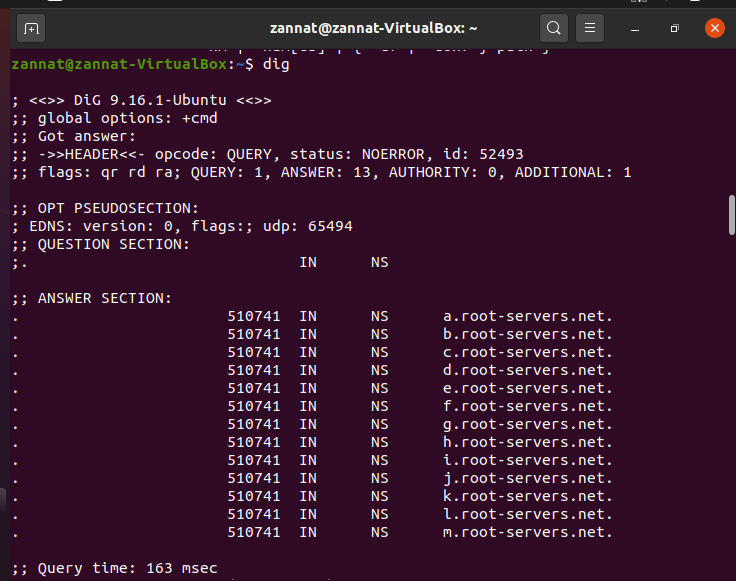 zannat@zannat-VirtualBox: ~
zannat@zannat-VirtualBox:~$ dig
; <<>> DiG 9.16.1-Ubuntu <<>>
;; global options: +cmd
;; Got answer:
;; ->>HEADER<<- opcode: QUERY, status: NOERROR, id: 52493
;; flags: qr rd ra; QUERY: 1, ANSWER: 13, AUTHORITY: 0, ADDITIONAL: 1
;; OPT PSEUDOSECTION:
; EDNS: version: 0, flags:; udp: 65494
;; QUESTION SECTION:
;. IN NS
;; ANSWER SECTION:
. 510741 IN NS a.root-servers.net.
. 510741 IN NS b.root-servers.net.
. 510741 IN NS c.root-servers.net.
. 510741 IN NS d.root-servers.net.
. 510741 IN NS e.root-servers.net.
. 510741 IN NS f.root-servers.net.
. 510741 IN NS g.root-servers.net.
. 510741 IN NS h.root-servers.net.
. 510741 IN NS i.root-servers.net.
. 510741 IN NS j.root-servers.net.
. 510741 IN NS k.root-servers.net.
. 510741 IN NS l.root-servers.net.
. 510741 IN NS m.root-servers.net.
;; Query time: 163 msec